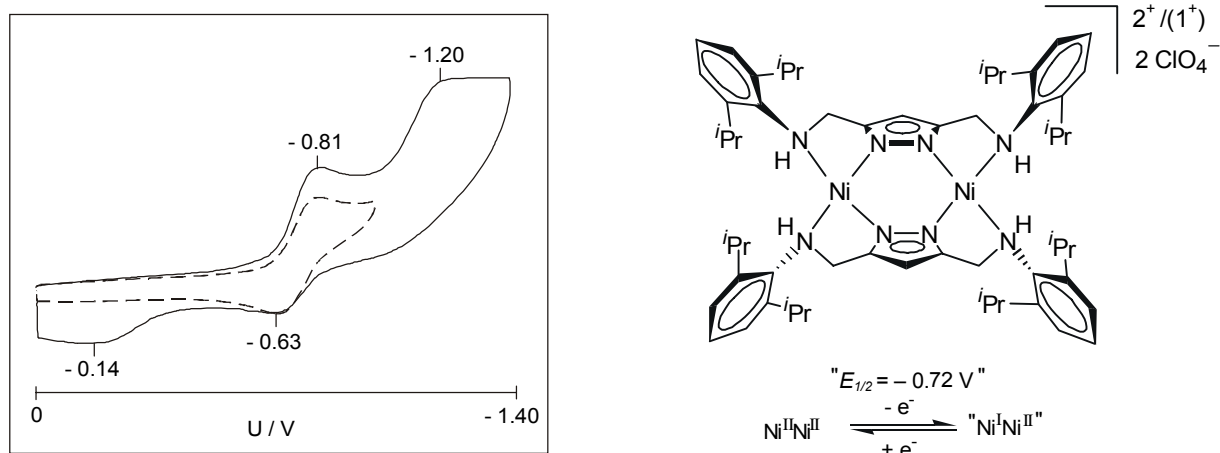 - 1.20
- 0.81
- 0.63
- 0.14
0
- 1.40
U / V
2⁺ /(1⁺)
2 ClO₄⁻
ⁱPr
ⁱPr
ⁱPr
ⁱPr
N
H
N
N
N
H
Ni
Ni
H
N
N
N
H
N
ⁱPr
ⁱPr
ⁱPr
ⁱPr
"E₁/₂ = – 0.72 V"
- e⁻
NiᴵᴵNiᴵᴵ
"NiᴵNiᴵᴵ"
+ e⁻